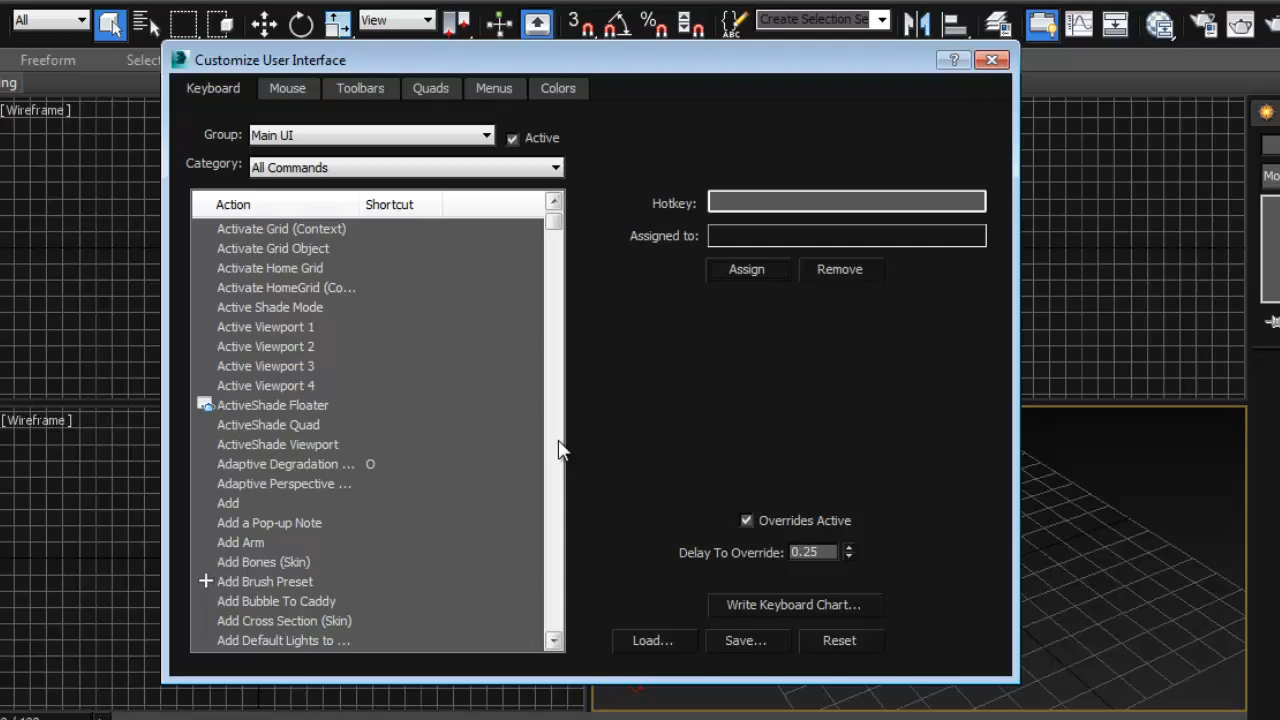 All
View
3
%
ABC
Create Selection Se
Freeform
Selec
ing
Customize User Interface
?
Keyboard
Mouse
Toolbars
Quads
Menus
Colors
[Wireframe ]
Group:
Main UI
Active
Category:
All Commands
Mo
Action
Shortcut
Hotkey:
Assigned to:
Assign
Remove
Activate Grid (Context)
Activate Grid Object
Activate Home Grid
Activate HomeGrid (Co...
Active Shade Mode
Active Viewport 1
Active Viewport 2
Active Viewport 3
Active Viewport 4
ActiveShade Floater
[Wireframe ]
ActiveShade Quad
ActiveShade Viewport
Adaptive Degradation ... O
Adaptive Perspective ...
Add
Add a Pop-up Note
Add Arm
Add Bones (Skin)
Add Brush Preset
Add Bubble To Caddy
Add Cross Section (Skin)
Add Default Lights to ...
Overrides Active
Delay To Override: 0.25
Write Keyboard Chart...
Load...
Save...
Reset